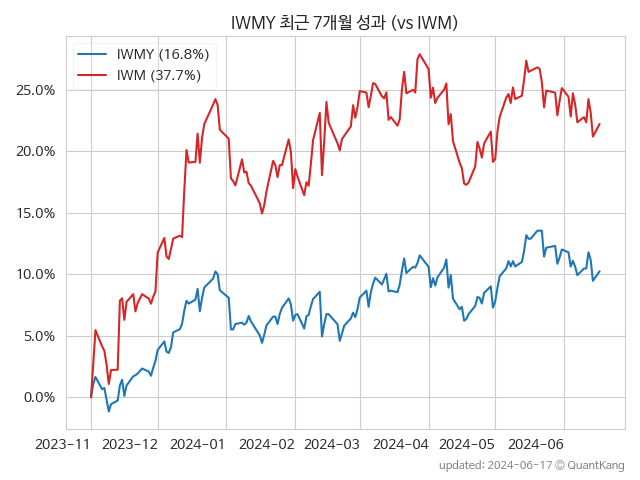 IWMY 최근 7개월 성과 (vs IWM)
IWMY (16.8%)
IWM (37.7%)
25.0%
20.0%
15.0%
10.0%
5.0%
0.0%
2023-11 2023-12 2024-01 2024-02 2024-03 2024-04 2024-05 2024-06
updated: 2024-06-17 © QuantKang